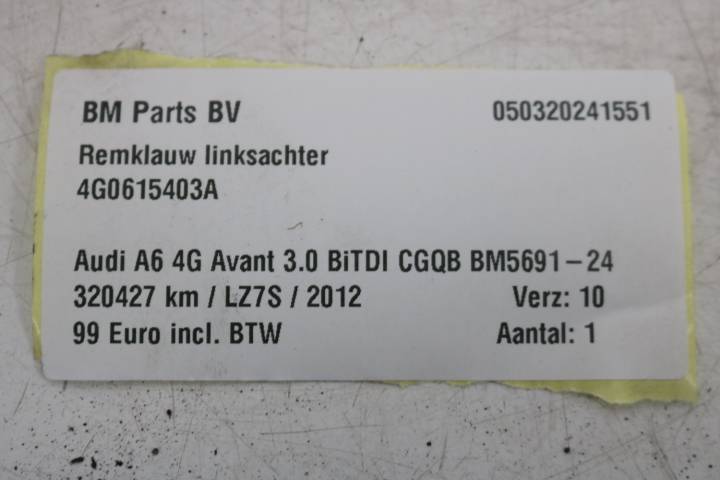 BM Parts BV 050320241551
Remklauw linksachter
4G0615403A
Audi A6 4G Avant 3.0 BiTDI CGQB BM5691-24
320427 km / LZ7S / 2012 Verz: 10
99 Euro incl. BTW Aantal: 1